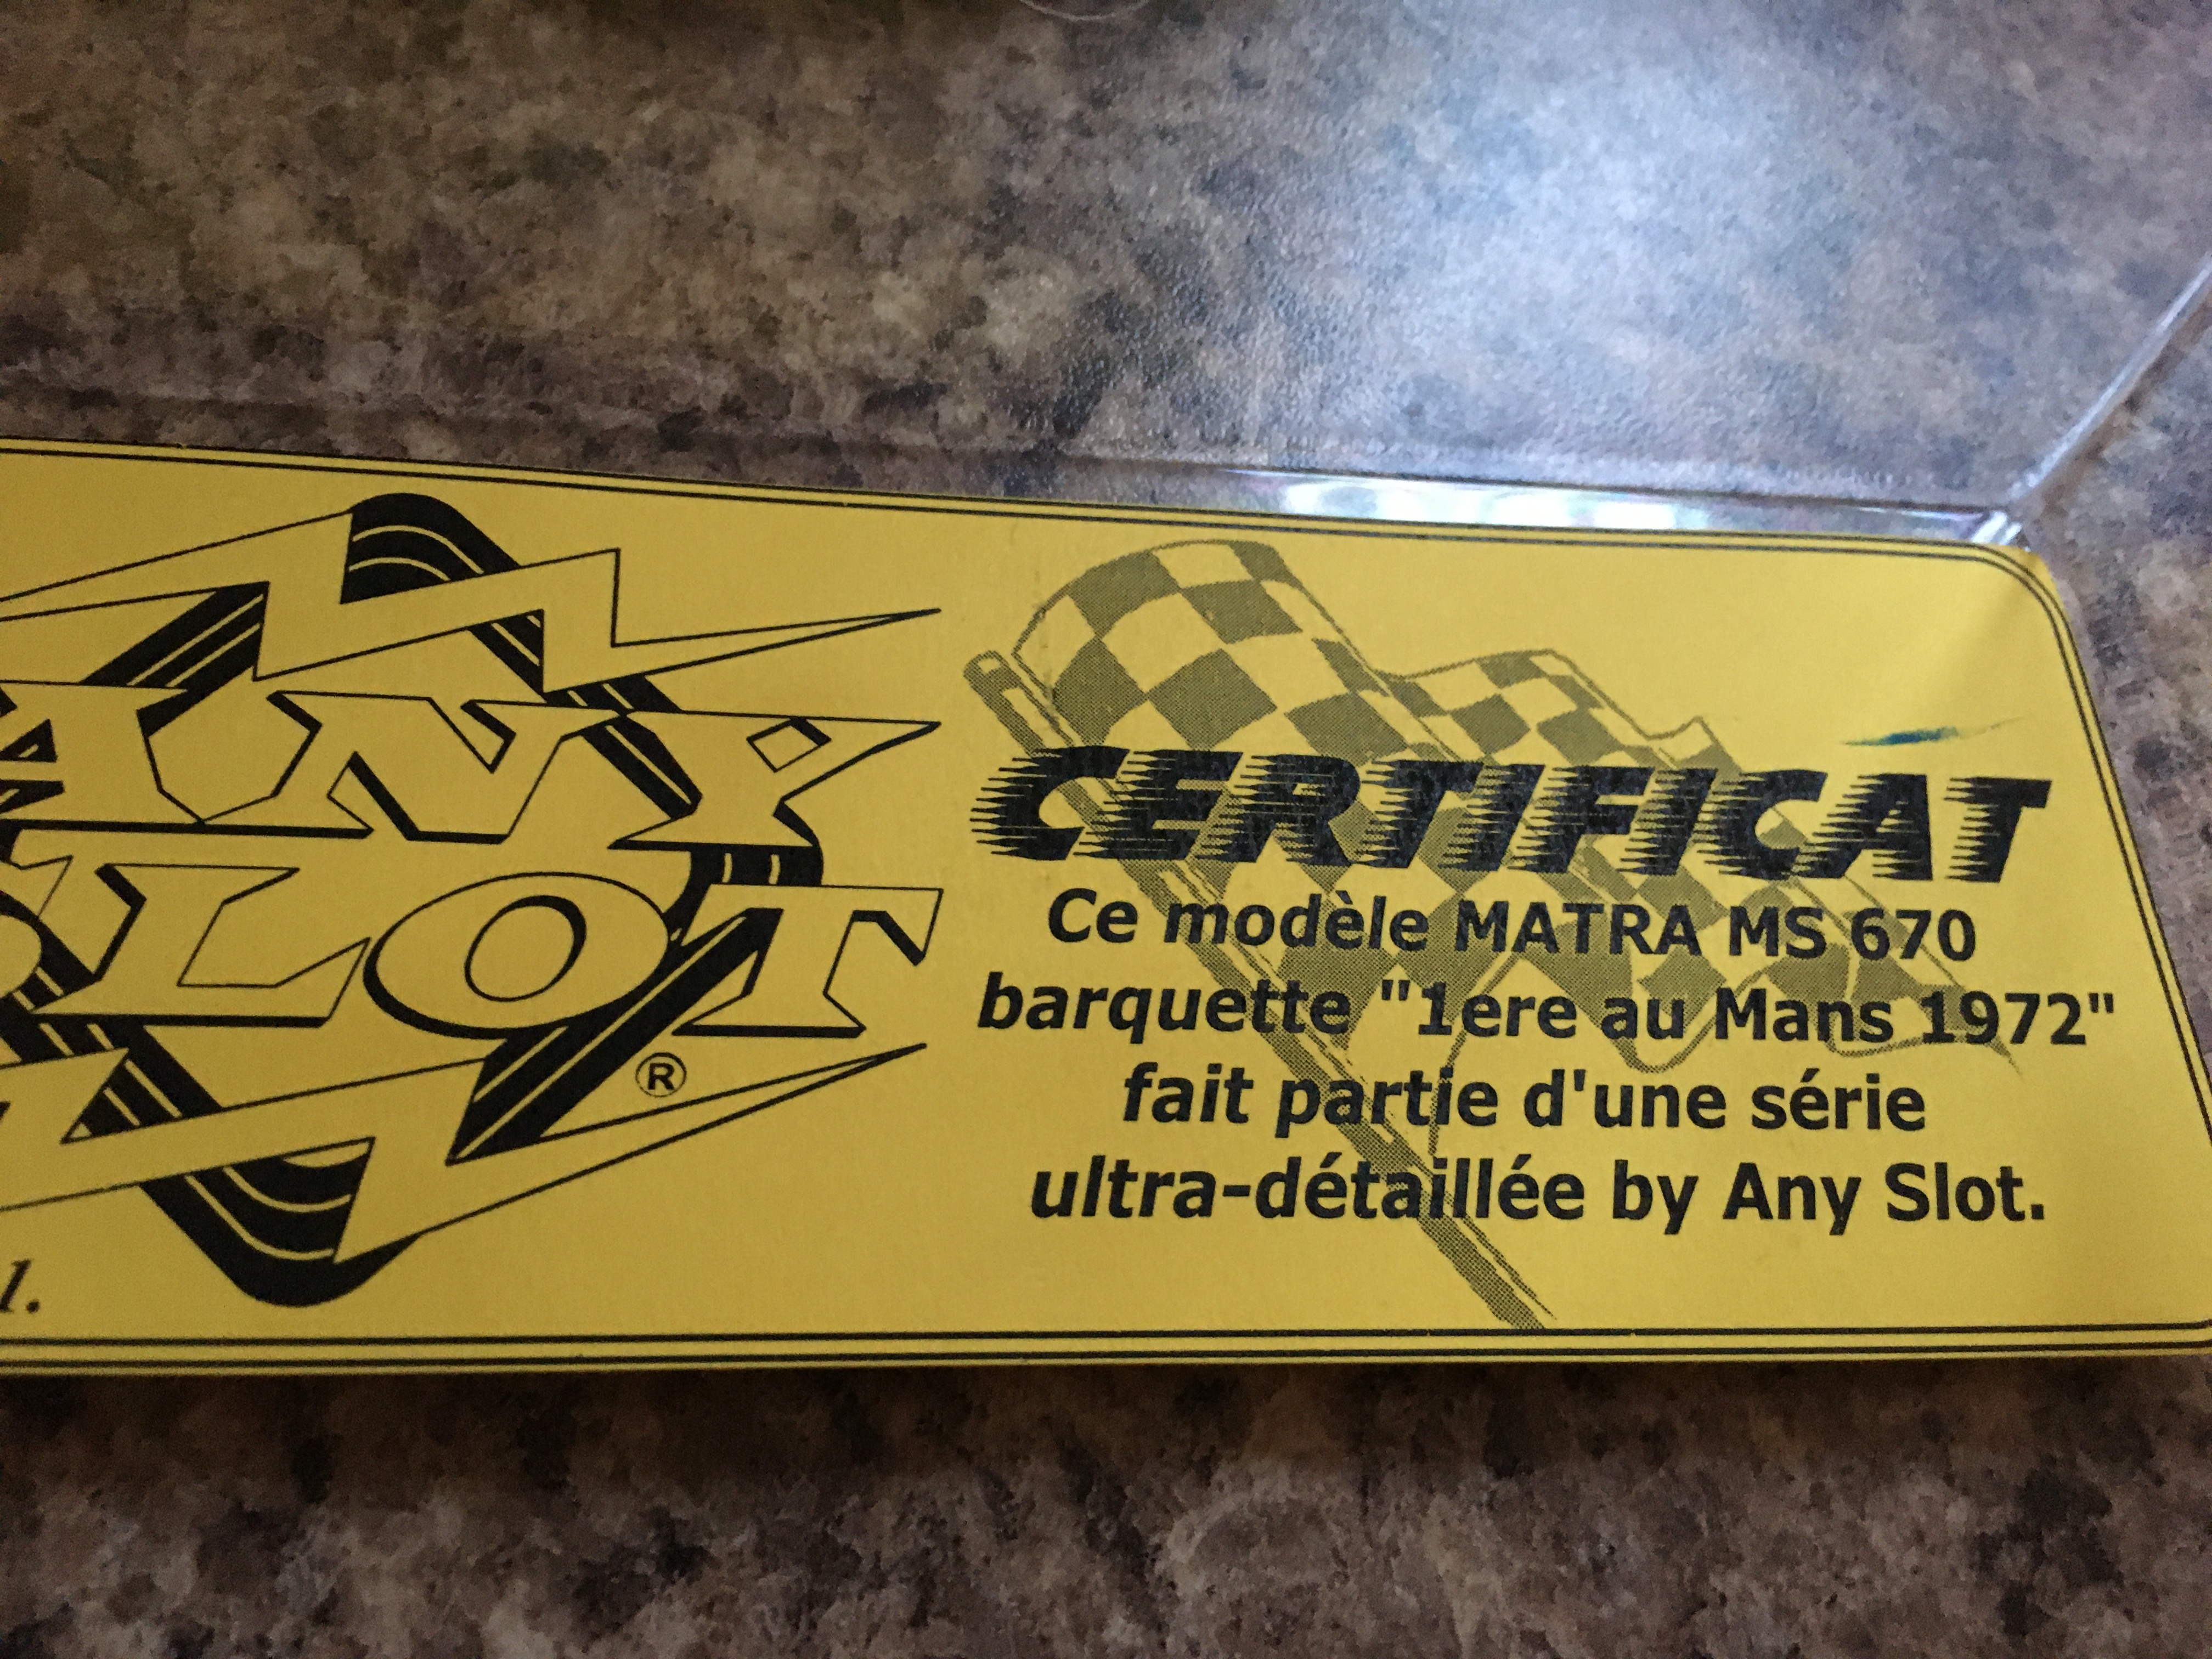 ANY
SLOT
®
1.
CERTIFICAT
Ce modèle MATRA MS 670
barquette "1ere au Mans 1972"
fait partie d'une série
ultra-détaillée by Any Slot.